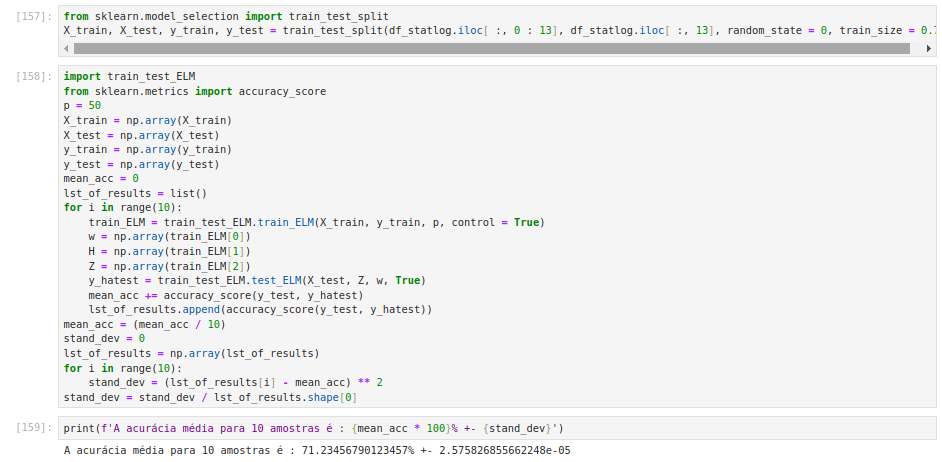 [157]: from sklearn.model_selection import train_test_split
X_train, X_test, y_train, y_test = train_test_split(df_statlog.iloc[ :, 0 : 13], df_statlog.iloc[ :, 13], random_state = 0, train_size = 0.7
[158]: import train_test_ELM
from sklearn.metrics import accuracy_score
p = 50
X_train = np.array(X_train)
X_test = np.array(X_test)
y_train = np.array(y_train)
y_test = np.array(y_test)
mean_acc = 0
lst_of_results = list()
for i in range(10):
    train_ELM = train_test_ELM.train_ELM(X_train, y_train, p, control = True)
    w = np.array(train_ELM[0])
    H = np.array(train_ELM[1])
    Z = np.array(train_ELM[2])
    y_hatest = train_test_ELM.test_ELM(X_test, Z, w, True)
    mean_acc += accuracy_score(y_test, y_hatest)
    lst_of_results.append(accuracy_score(y_test, y_hatest))
mean_acc = (mean_acc / 10)
stand_dev = 0
lst_of_results = np.array(lst_of_results)
for i in range(10):
    stand_dev = (lst_of_results[i] - mean_acc) ** 2
stand_dev = stand_dev / lst_of_results.shape[0]
[159]: print(f'A acurácia média para 10 amostras é : {mean_acc * 100}% +- {stand_dev}')
A acurácia média para 10 amostras é : 71.23456790123457% +- 2.575826855662248e-05